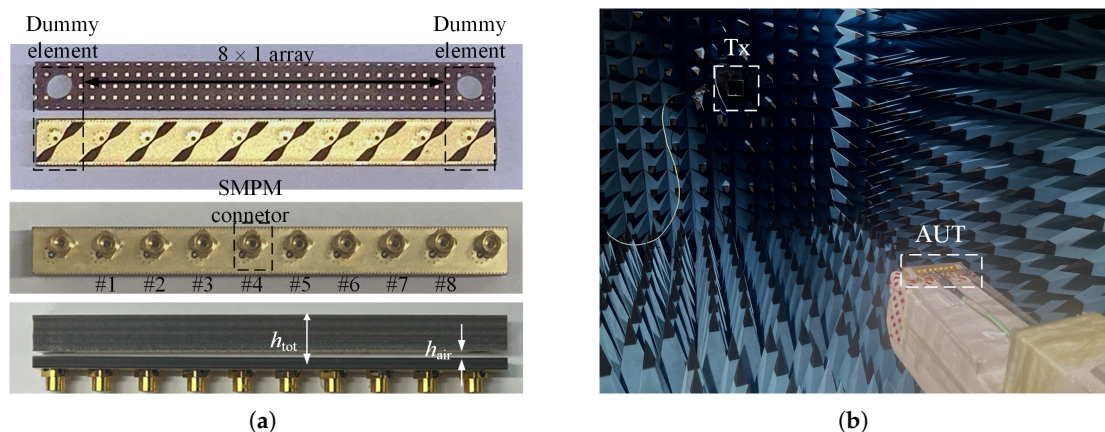 Dummy element
Dummy element
8 × 1 array
SMPM connetor
#1 #2 #3 #4 #5 #6 #7 #8
h_tot
h_air
(a)
Tx
AUT
(b)